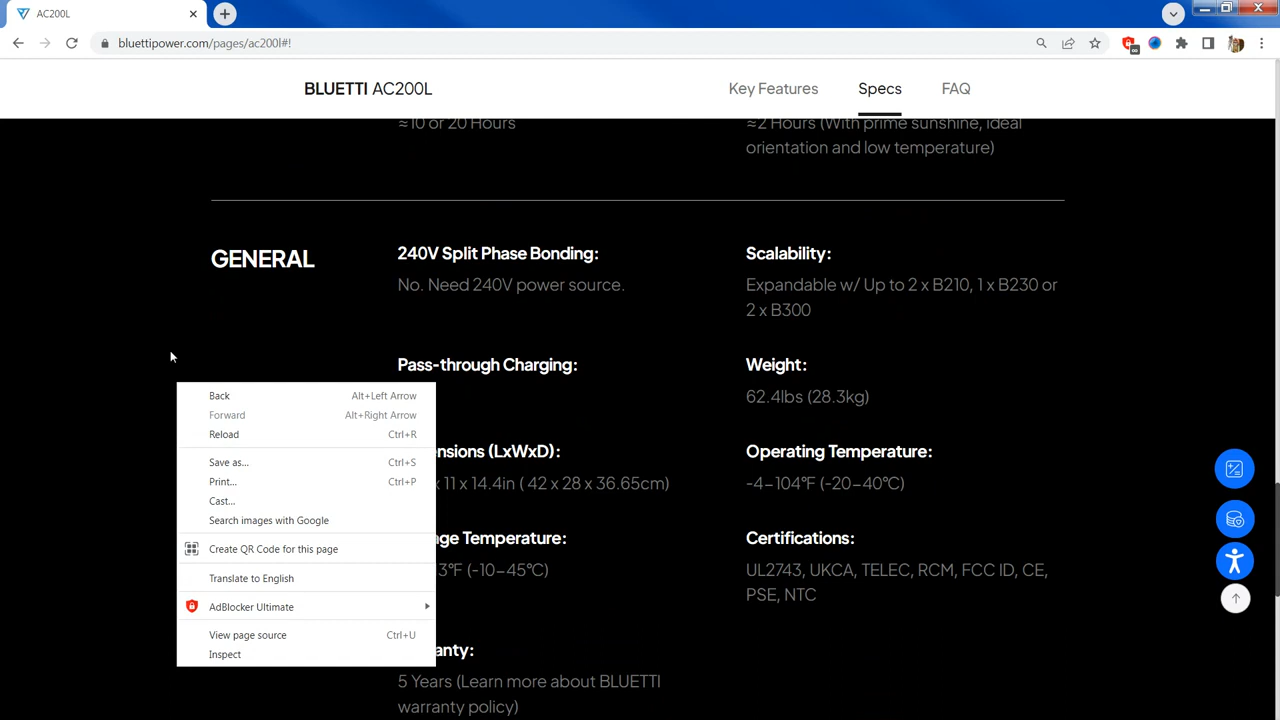 AC200L
bluettipower.com/pages/ac200l#!
BLUETTI AC200L
Key Features
Specs
FAQ
≈10 or 20 Hours
≈2 Hours (With prime sunshine, ideal
orientation and low temperature)
GENERAL
240V Split Phase Bonding:
No. Need 240V power source.
Scalability:
Expandable w/ Up to 2 x B210, 1 x B230 or
2 x B300
Pass-through Charging:
Weight:
62.4lbs (28.3kg)
Back Alt+Left Arrow
Forward Alt+Right Arrow
Reload Ctrl+R
Save as... Ctrl+S
Print... Ctrl+P
Cast...
Search images with Google
Create QR Code for this page
Translate to English
AdBlocker Ultimate
View page source Ctrl+U
Inspect
(LxWxD):
x 11 x 14.4in ( 42 x 28 x 36.65cm)
Operating Temperature:
-4–104°F (-20–40°C)
Temperature:
(-10–45°C)
Certifications:
UL2743, UKCA, TELEC, RCM, FCC ID, CE,
PSE, NTC
5 Years (Learn more about BLUETTI
warranty policy)